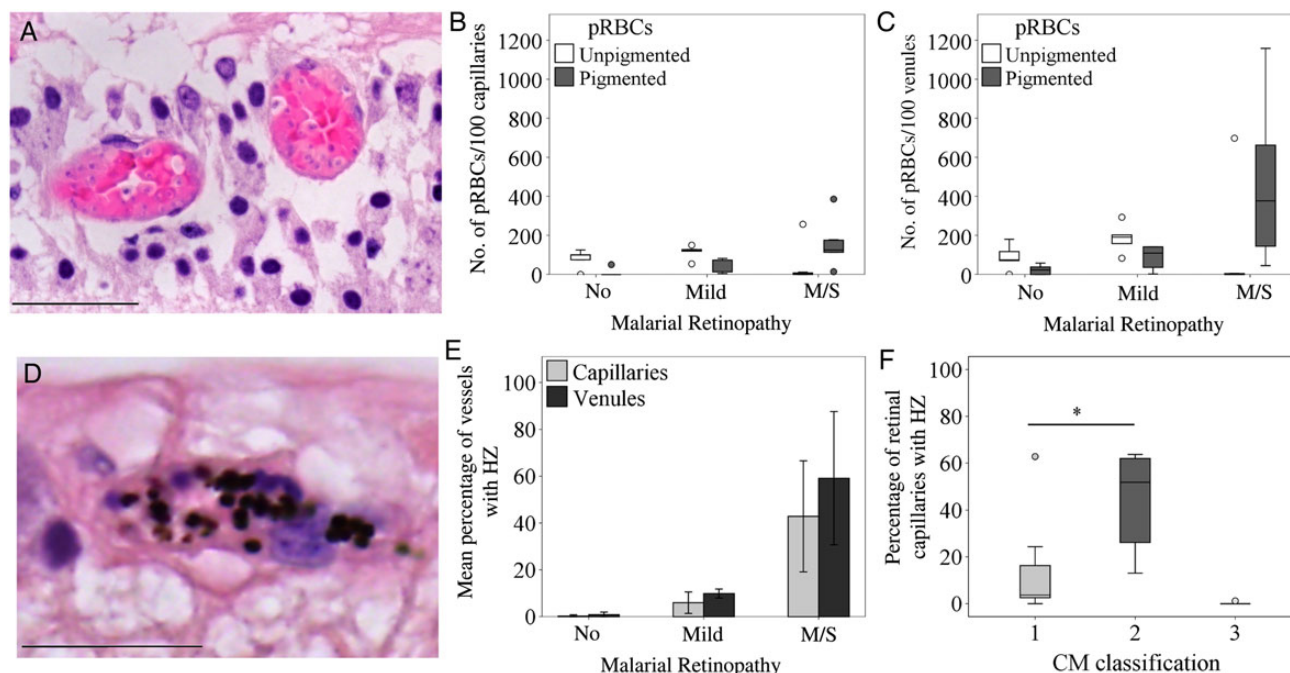 A
B
No. of pRBCs/100 capillaries
pRBCs
Unpigmented
Pigmented
1200
1000
800
600
400
200
0
No Mild M/S
Malarial Retinopathy
C
No. of pRBCs/100 venules
pRBCs
Unpigmented
Pigmented
1200
1000
800
600
400
200
0
No Mild M/S
Malarial Retinopathy
D
E
Mean percentage of vessels
with HZ
Capillaries
Venules
100
80
60
40
20
0
No Mild M/S
Malarial Retinopathy
F
Percentage of retinal
capillaries with HZ
100
80
60
40
20
0
*
1 2 3
CM classification